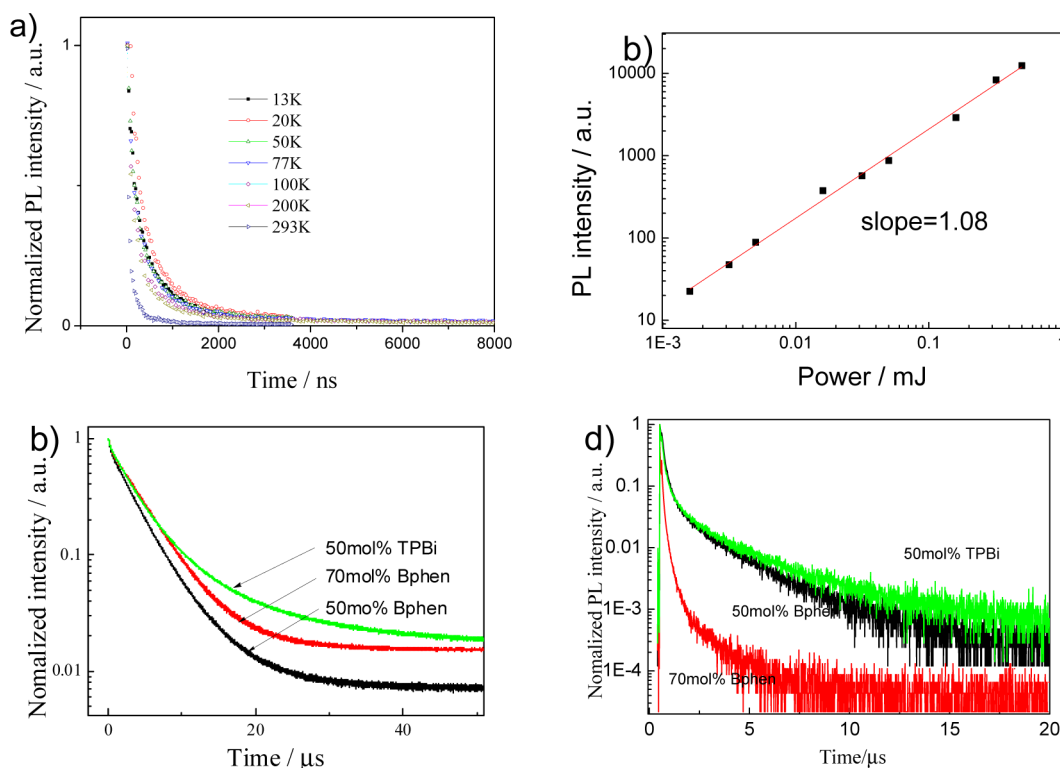 a)
Normalized PL intensity / a.u.
1
0
13K
20K
50K
77K
100K
200K
293K
0 2000 4000 6000 8000
Time / ns
b)
PL intensity / a.u.
10000
1000
100
10
slope=1.08
1E-3 0.01 0.1 1
Power / mJ
b)
Normalized intensity / a.u.
1
0.1
0.01
50mol% TPBi
70mol% Bphen
50mo% Bphen
0 20 40
Time / μs
d)
Normalized PL intensity / a.u.
1
0.1
0.01
1E-3
1E-4
50mol% TPBi
50mol% Bphen
70mol% Bphen
0 5 10 15 20
Time/μs